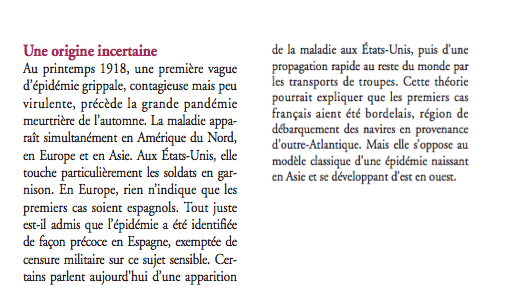 Une origine incertaine
Au printemps 1918, une première vague
d’épidémie grippale, contagieuse mais peu
virulente, précède la grande pandémie
meurtrière de l’automne. La maladie appa-
raît simultanément en Amérique du Nord,
en Europe et en Asie. Aux États-Unis, elle
touche particulièrement les soldats en gar-
nison. En Europe, rien n’indique que les
premiers cas soient espagnols. Tout juste
est-il admis que l’épidémie a été identifiée
de façon précoce en Espagne, exemptée de
censure militaire sur ce sujet sensible. Cer-
tains parlent aujourd’hui d’une apparition
de la maladie aux États-Unis, puis d’une
propagation rapide au reste du monde par
les transports de troupes. Cette théorie
pourrait expliquer que les premiers cas
français aient été bordelais, région de
débarquement des navires en provenance
d’outre-Atlantique. Mais elle s’oppose au
modèle classique d’une épidémie naissant
en Asie et se développant d’est en ouest.